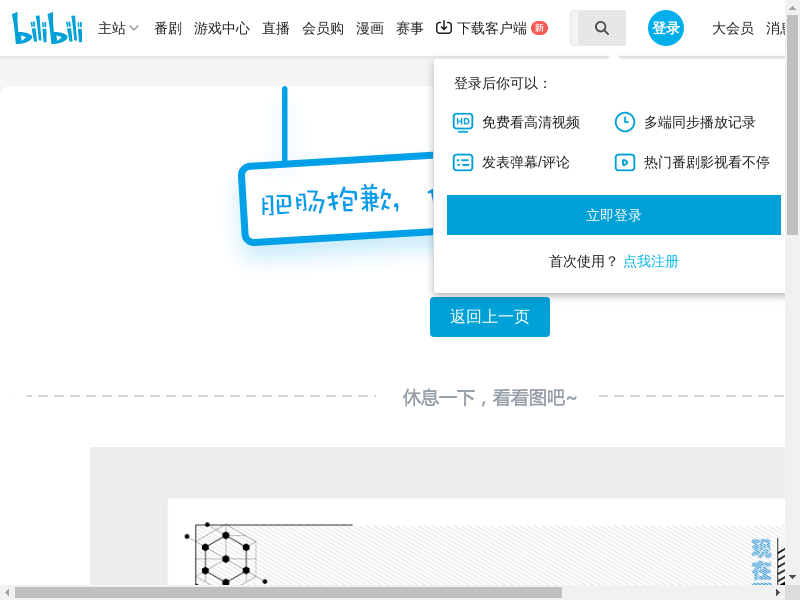 bilibili 主站 番剧 游戏中心 直播 会员购 漫画 赛事 下载客户端 新 登录 大会员
登录后你可以：
HD 免费看高清视频 多端同步播放记录
发表弹幕/评论 热门番剧影视看不停
立即登录
首次使用？ 点我注册
肥肠抱歉，
返回上一页
休息一下，看看图吧~
现在